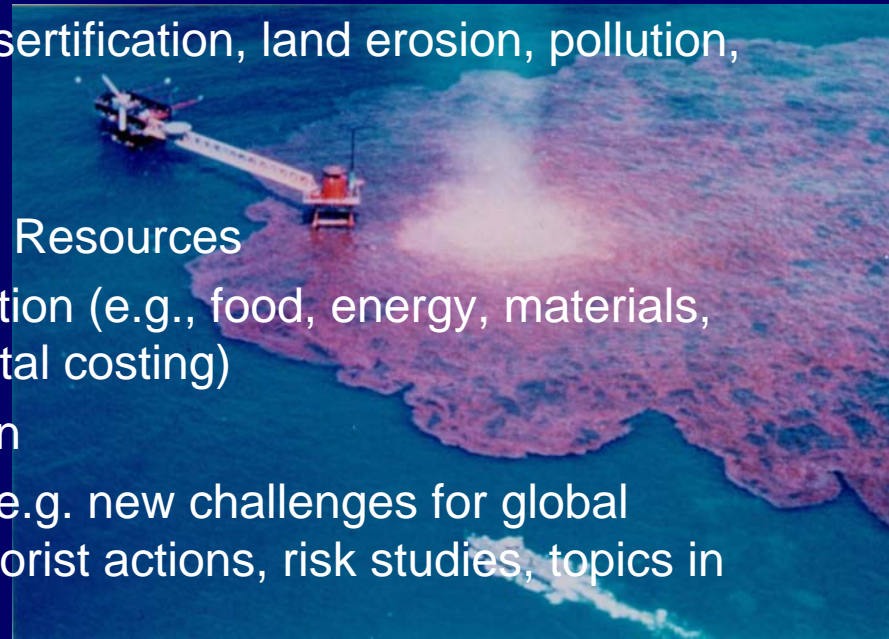 sertification, land erosion, pollution,
Resources
tion (e.g., food, energy, materials,
tal costing)
n
e.g. new challenges for global
orist actions, risk studies, topics in